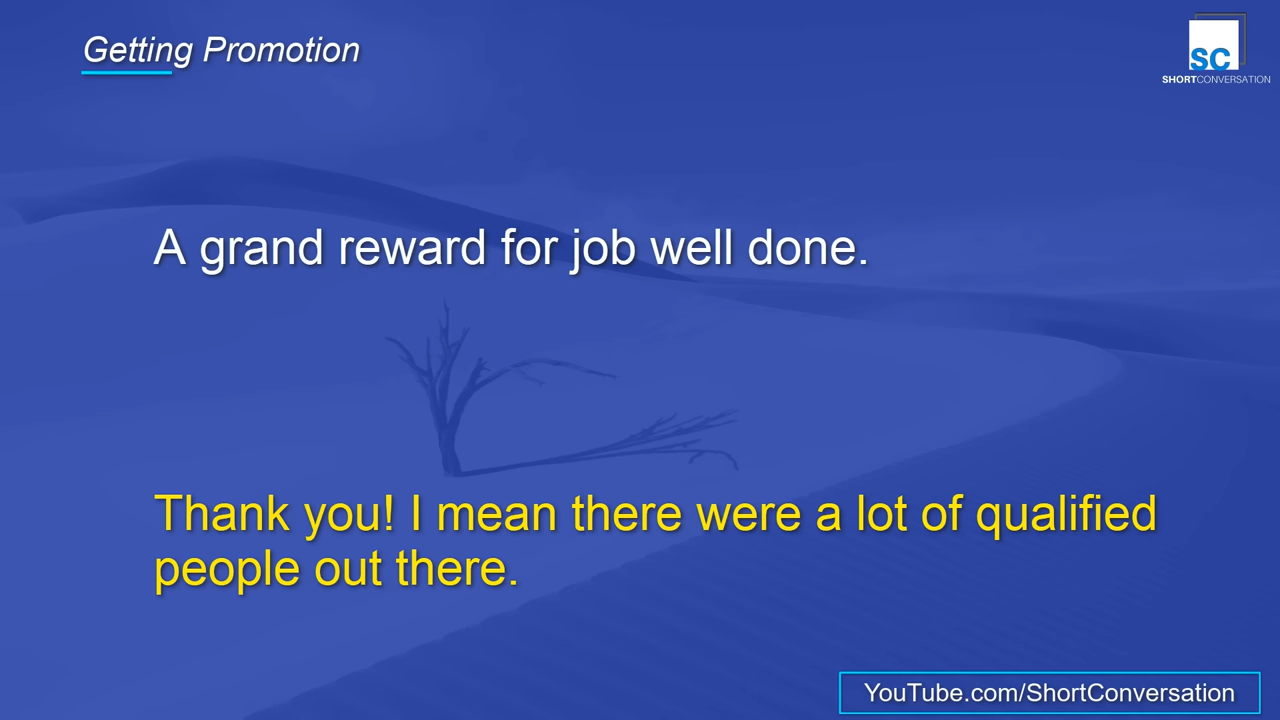 Getting Promotion
SC
SHORTCONVERSATION
A grand reward for job well done.
Thank you! I mean there were a lot of qualified
people out there.
YouTube.com/ShortConversation